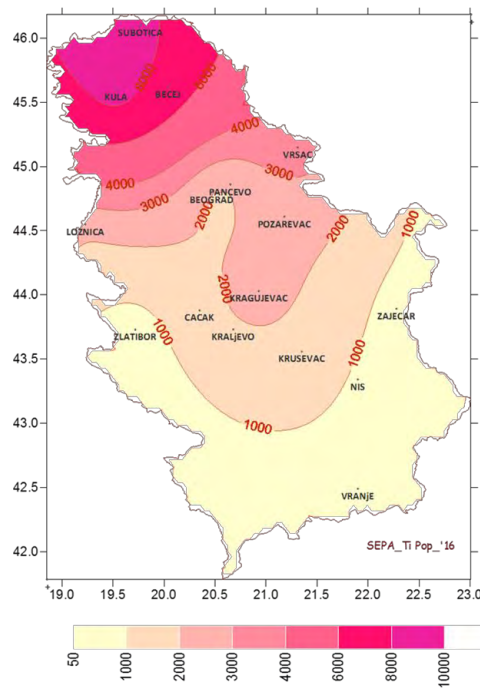 46.0
SUBOTICA
8000
6000
KULA
BECEJ
45.5
4000
VRSAC
45.0
3000
4000
3000
PANCEVO
BEOGRAD
2000
POZAREVAC
2000
1000
LOZNICA
44.5
2000
KRAGUJEVAC
44.0
CACAK
ZAJECAR
1000
ZLATIBOR
KRALJEVO
KRUSEVAC
1000
43.5
NIS
43.0
1000
42.5
VRANJE
SEPA_Ti Pop_'16
42.0
19.0 19.5 20.0 20.5 21.0 21.5 22.0 22.5 23.0
50 1000 2000 3000 4000 6000 8000 10000